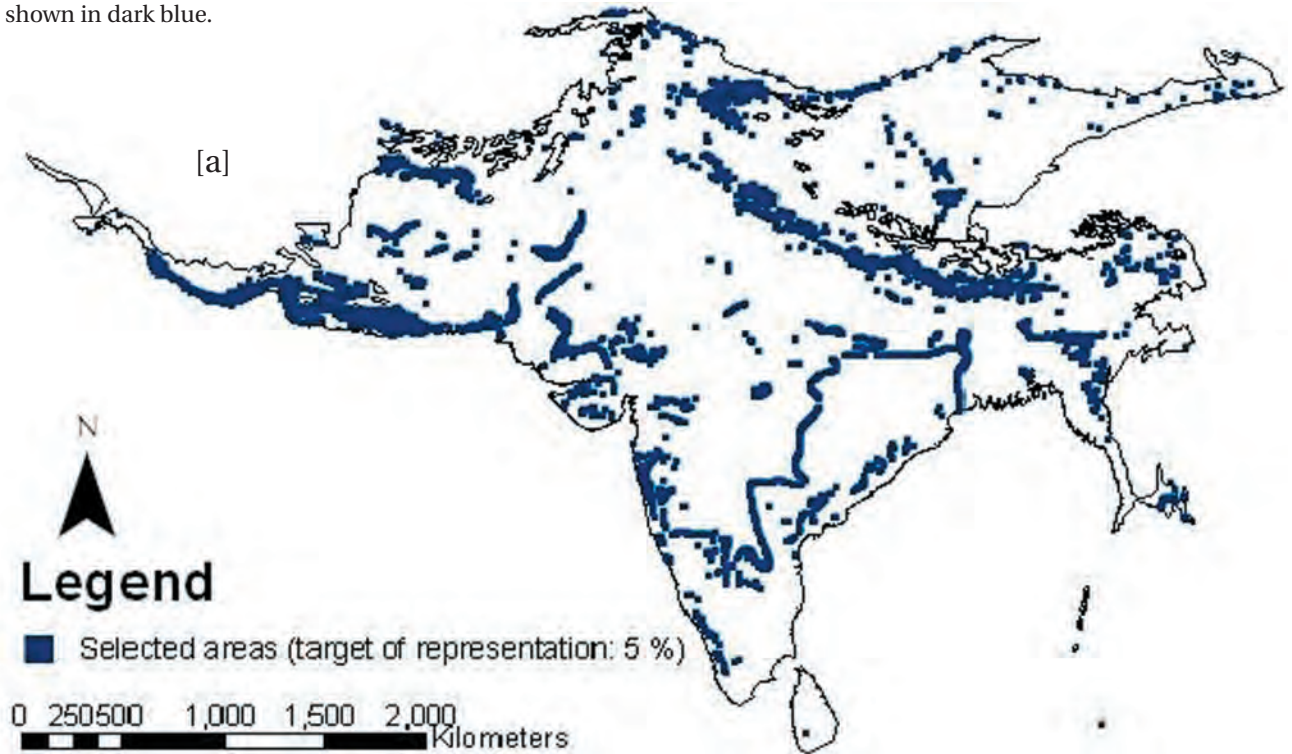 shown in dark blue.
[a]
N
Legend
Selected areas (target of representation: 5 %)
0 250500 1,000 1,500 2,000
Kilometers